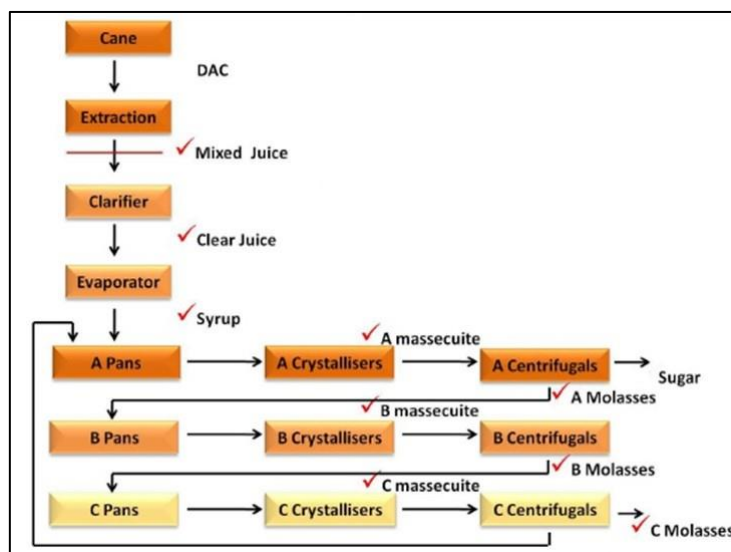 Cane
DAC
Extraction
Mixed Juice
Clarifier
Clear Juice
Evaporator
Syrup
A massecuite
A Pans
A Crystallisers
A Centrifugals
Sugar
A Molasses
B massecuite
B Pans
B Crystallisers
B Centrifugals
B Molasses
C massecuite
C Pans
C Crystallisers
C Centrifugals
C Molasses